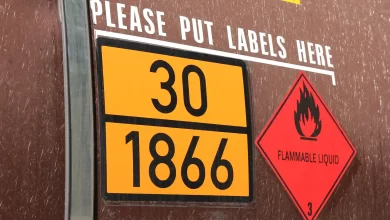 PLEASE PUT LABELS HERE
30
1866
FLAMMABLE LIQUID
3